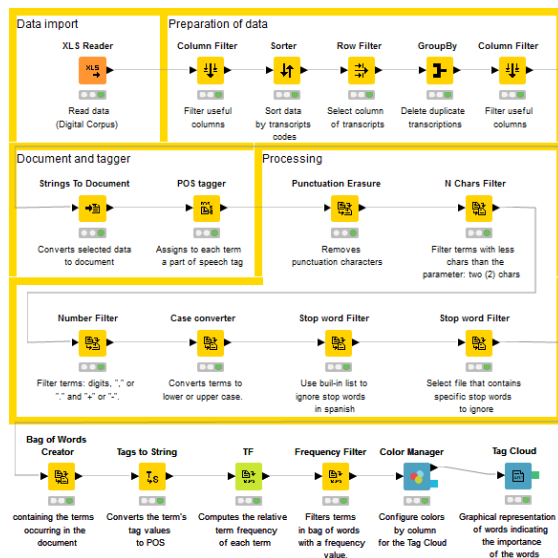 Data import
Preparation of data
XLS Reader
Column Filter
Sorter
Row Filter
GroupBy
Column Filter
XLS
Read data
(Digital Corpus)
Filter useful
columns
Sort data
by transcripts
codes
Select column
of transcripts
Delete duplicate
transcriptions
Filter useful
columns
Document and tagger
Processing
Strings To Document
POS tagger
Punctuation Erasure
N Chars Filter
Converts selected data
to document
Assigns to each term
a part of speech tag
Removes
punctuation characters
Filter terms with less
chars than the
parameter: two (2) chars
Number Filter
Case converter
Stop word Filter
Stop word Filter
Filter terms: digits, "," or
"." and "+" or "-".
Converts terms to
lower or upper case.
Use buil-in list to
ignore stop words
in spanish
Select file that contains
specific stop words
to ignore
Bag of Words
Creator
Tags to String
TF
Frequency Filter
Color Manager
Tag Cloud
containing the terms
occurring in the
document
Converts the term's
tag values
to POS
Computes the relative
term frequency
of each term
Filters terms
in bag of words
with a frequency
value.
Configure colors
by column
for the Tag Cloud
Graphical representation
of words indicating
the importance
of the words